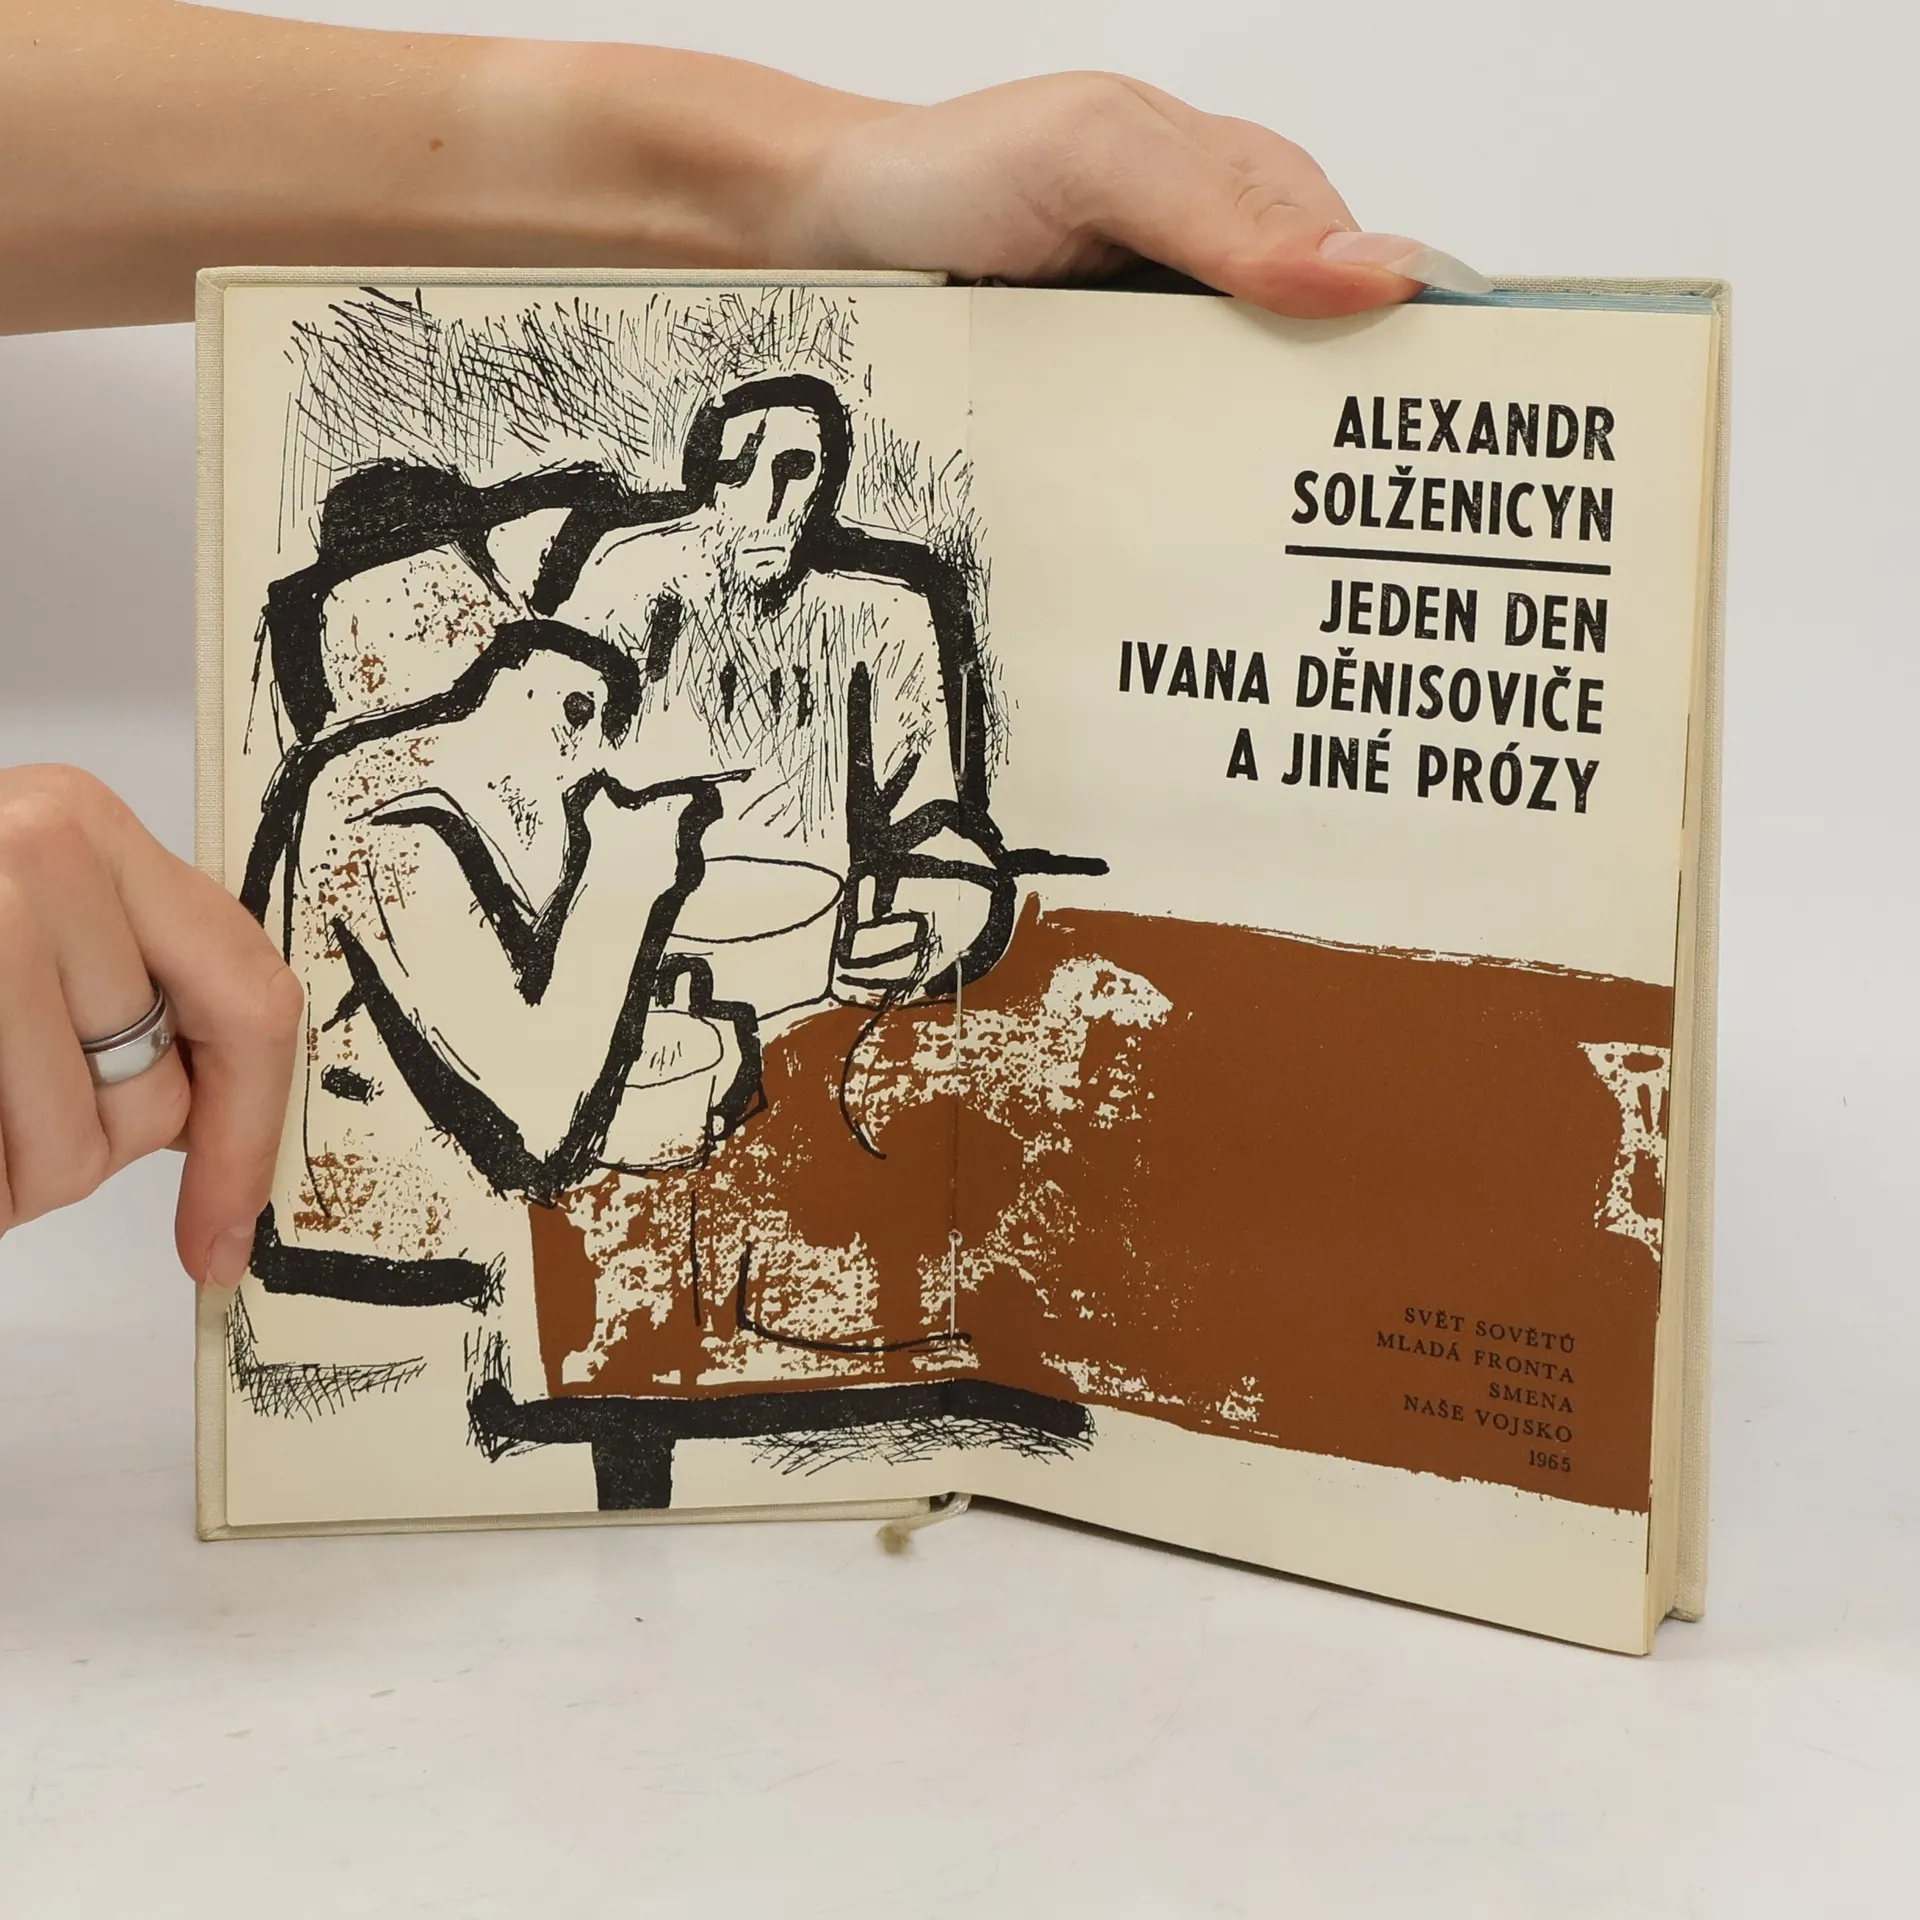 ALEXANDR
SOLŽENICYN
JEDEN DEN
IVANA DĚNISOVIČE
A JINÉ PRÓZY
SVĚT SOVĚTŮ
MLADÁ FRONTA
SMENA
NAŠE VOJSKO
1965